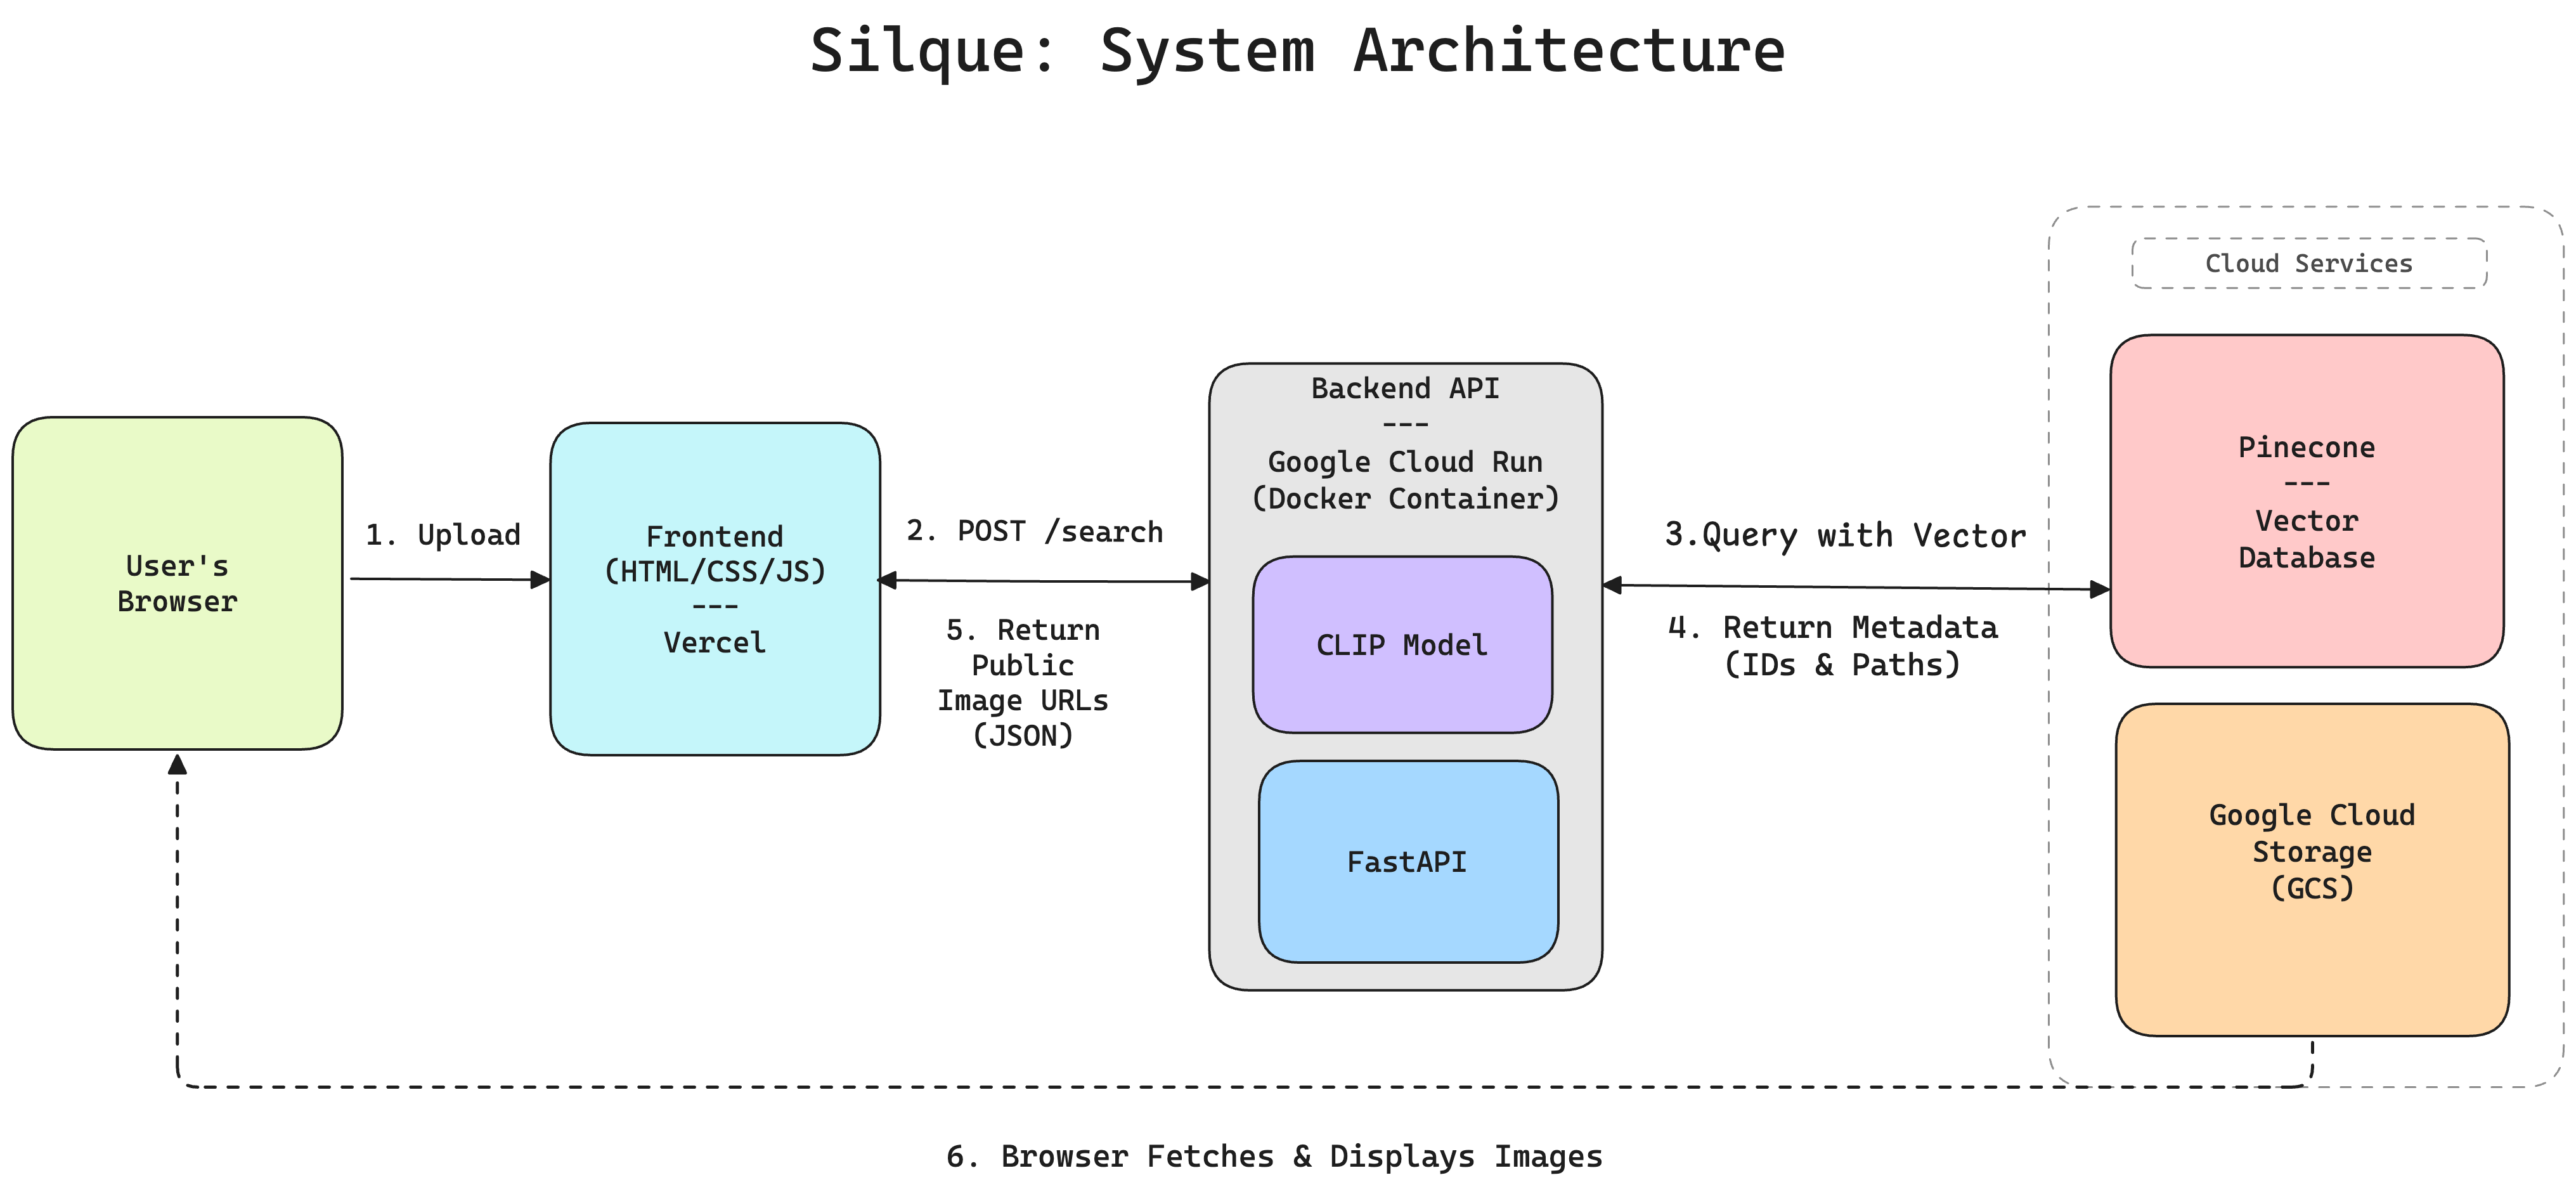 Silque: System Architecture
Cloud Services
User's
Browser
1. Upload
Frontend
(HTML/CSS/JS)
---
Vercel
2. POST /search
5. Return
Public
Image URLs
(JSON)
Backend API
---
Google Cloud Run
(Docker Container)
CLIP Model
FastAPI
3.Query with Vector
4. Return Metadata
(IDs & Paths)
Pinecone
---
Vector
Database
Google Cloud
Storage
(GCS)
6. Browser Fetches & Displays Images